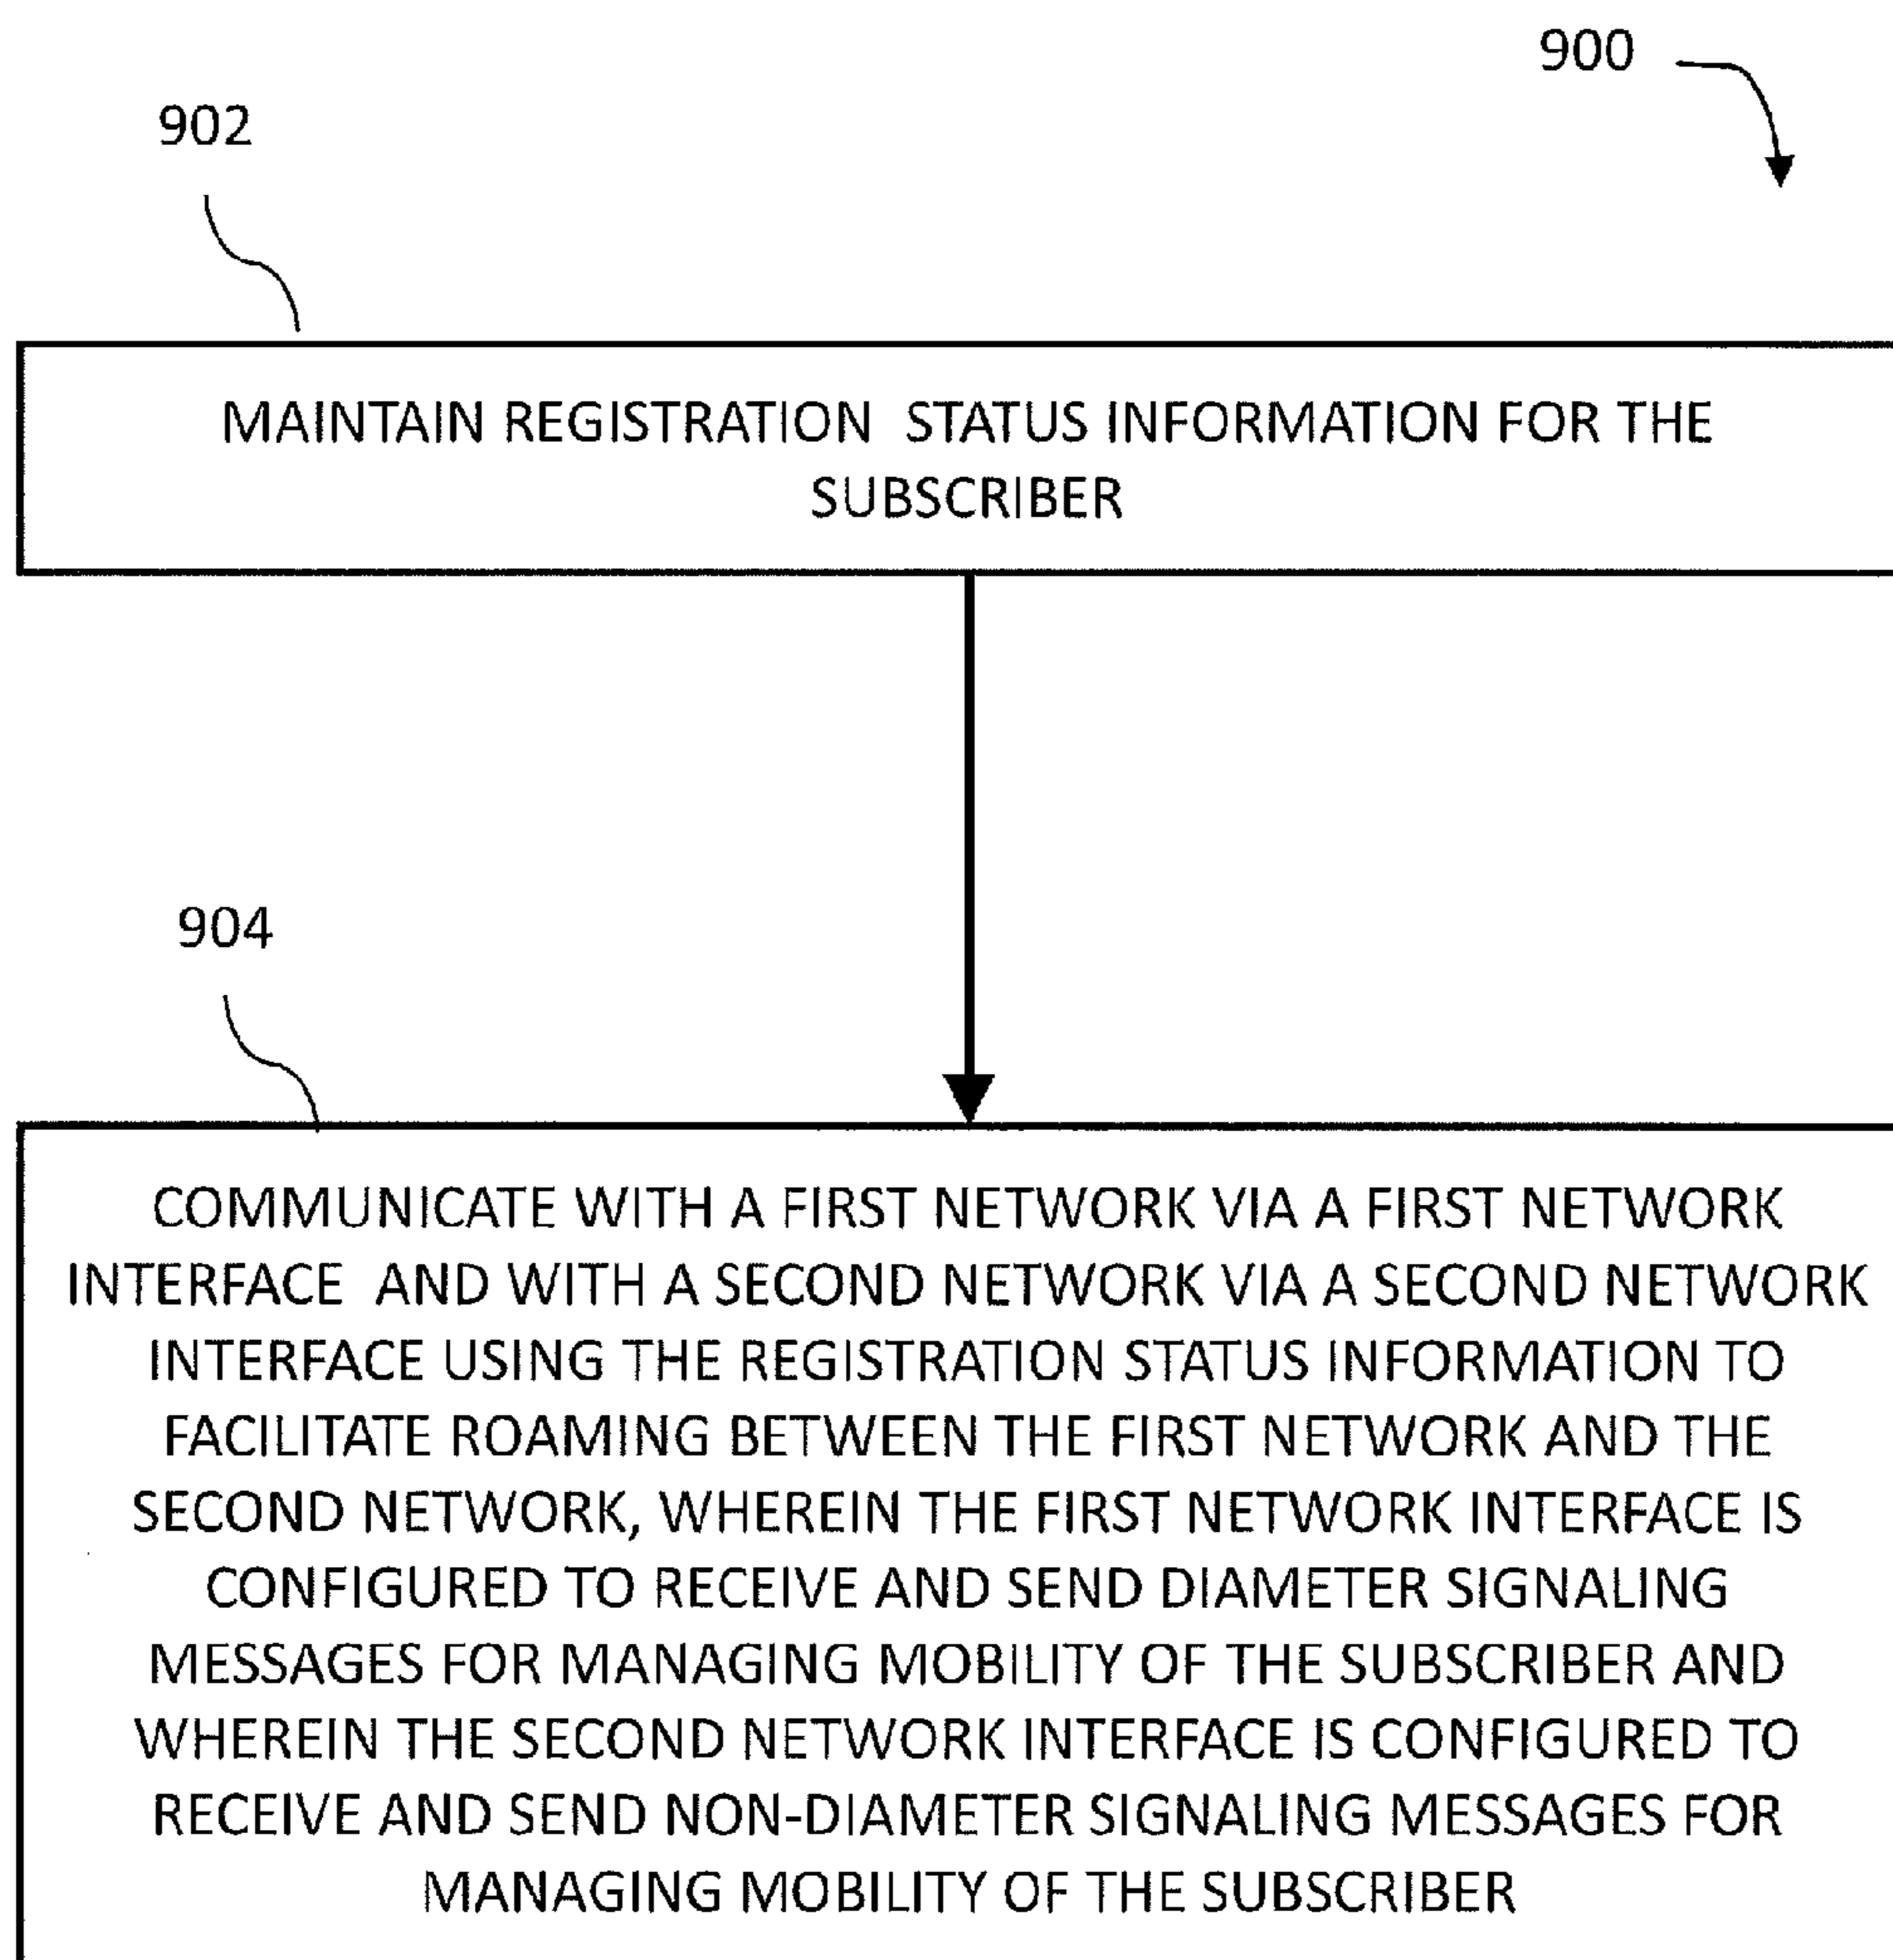 900
902
MAINTAIN REGISTRATION STATUS INFORMATION FOR THE
SUBSCRIBER
904
COMMUNICATE WITH A FIRST NETWORK VIA A FIRST NETWORK
INTERFACE AND WITH A SECOND NETWORK VIA A SECOND NETWORK
INTERFACE USING THE REGISTRATION STATUS INFORMATION TO
FACILITATE ROAMING BETWEEN THE FIRST NETWORK AND THE
SECOND NETWORK, WHEREIN THE FIRST NETWORK INTERFACE IS
CONFIGURED TO RECEIVE AND SEND DIAMETER SIGNALING
MESSAGES FOR MANAGING MOBILITY OF THE SUBSCRIBER AND
WHEREIN THE SECOND NETWORK INTERFACE IS CONFIGURED TO
RECEIVE AND SEND NON-DIAMETER SIGNALING MESSAGES FOR
MANAGING MOBILITY OF THE SUBSCRIBER